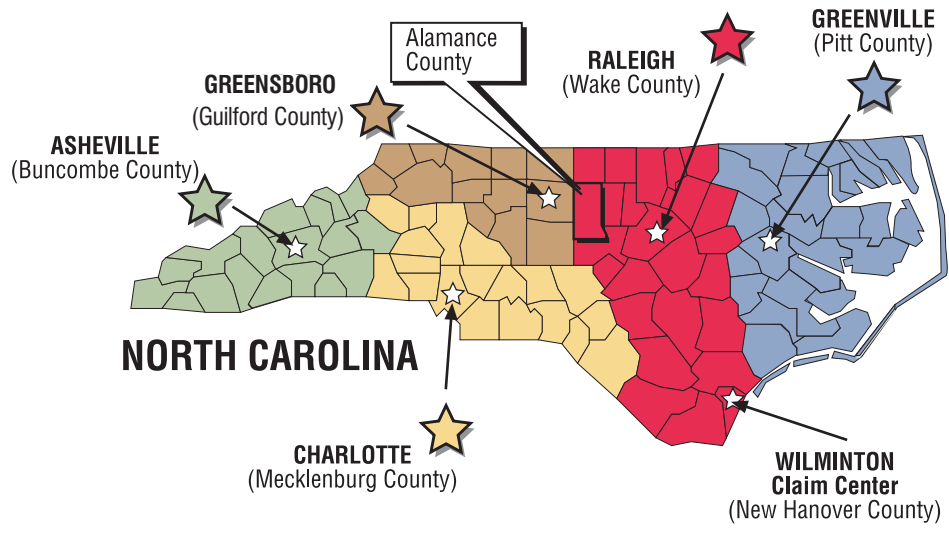 GREENVILLE
(Pitt County)
Alamance
County
RALEIGH
(Wake County)
GREENSBORO
(Guilford County)
ASHEVILLE
(Buncombe County)
NORTH CAROLINA
CHARLOTTE
(Mecklenburg County)
WILMINTON
Claim Center
(New Hanover County)